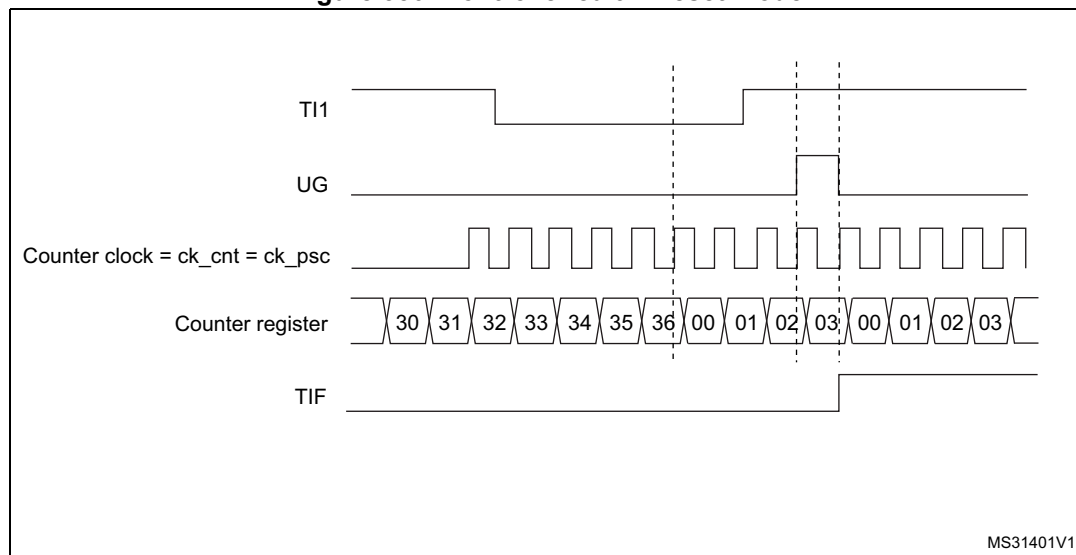 TI1
UG
Counter clock = ck_cnt = ck_psc
Counter register 30 31 32 33 34 35 36 00 01 02 03 00 01 02 03
TIF
MS31401V1